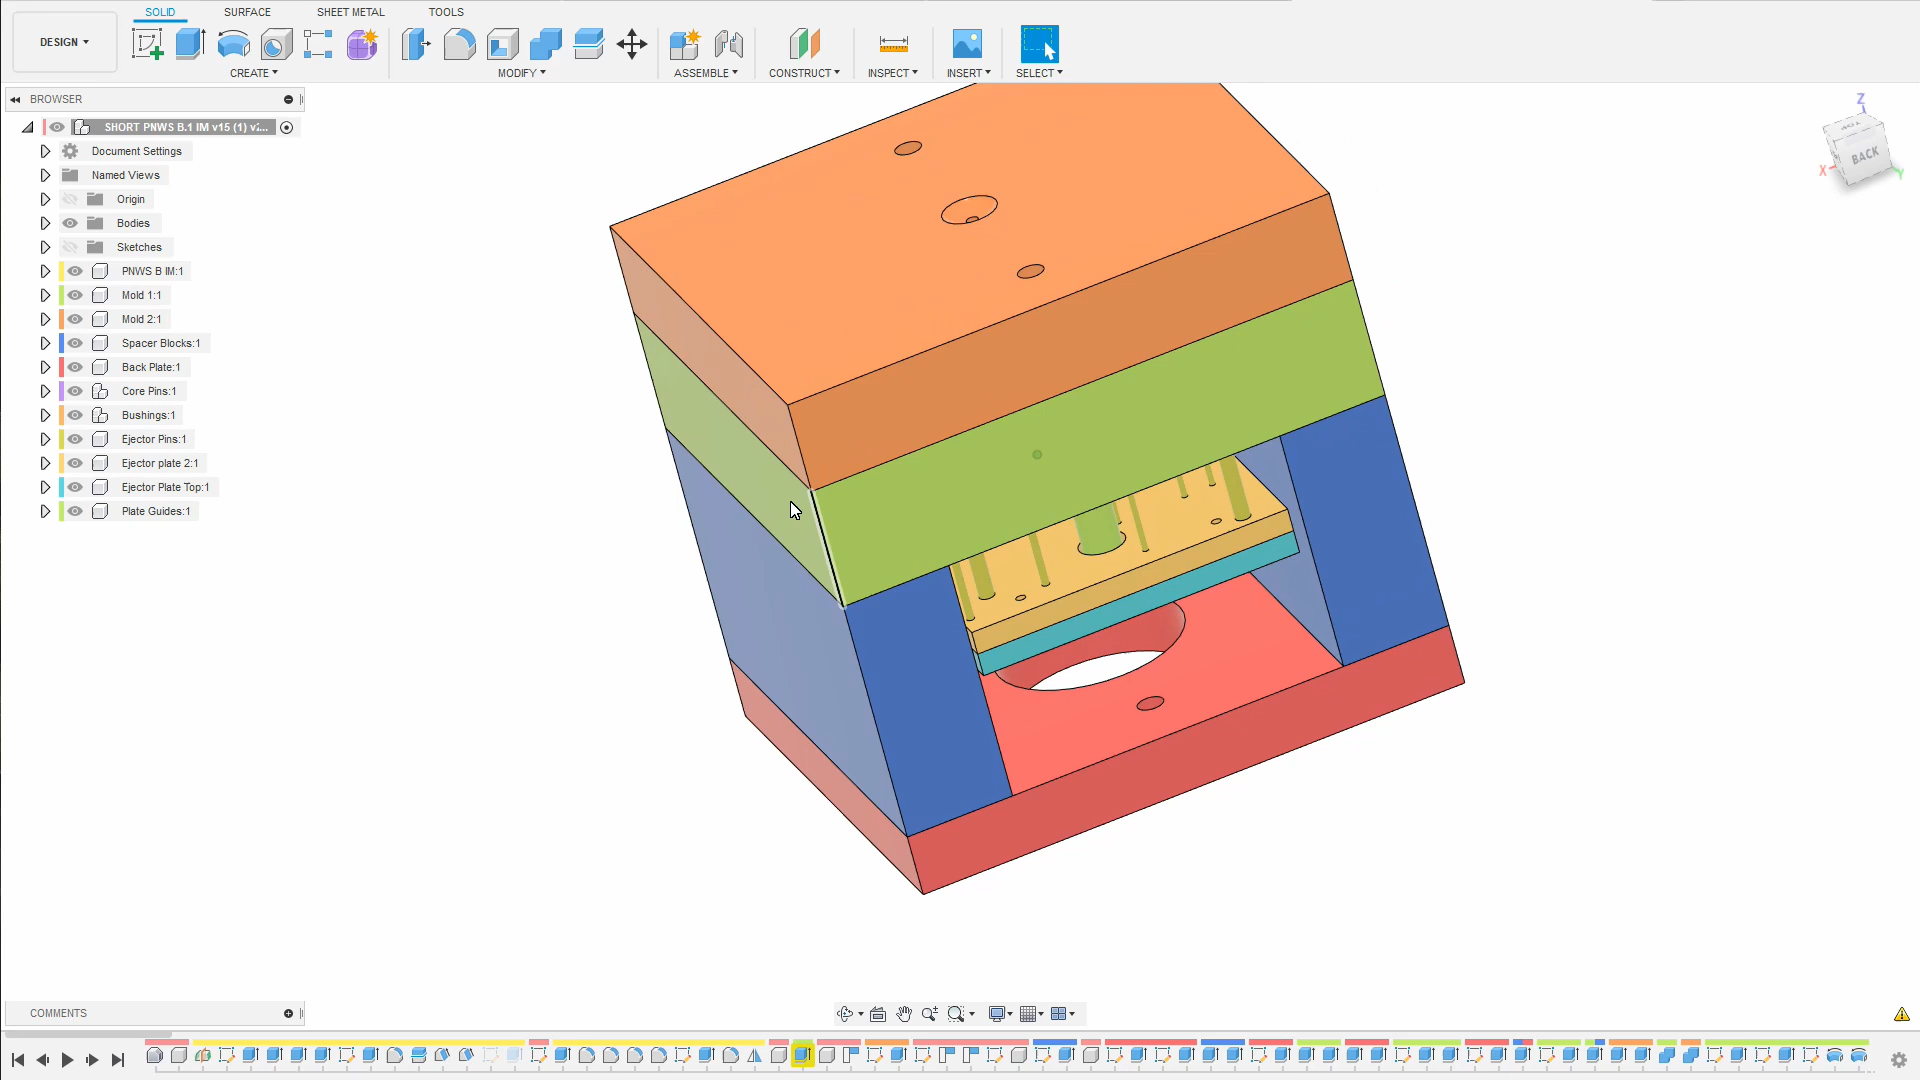 SOLID SURFACE SHEET METAL TOOLS
DESIGN
CREATE MODIFY ASSEMBLE CONSTRUCT INSPECT INSERT SELECT
BROWSER
SHORT PNWS B.1 IM v15 (1) v2...
Document Settings
Named Views
Origin
Bodies
Sketches
PNWS B IM:1
Mold 1:1
Mold 2:1
Spacer Blocks:1
Back Plate:1
Core Pins:1
Bushings:1
Ejector Pins:1
Ejector plate 2:1
Ejector Plate Top:1
Plate Guides:1
Z
TOP
BACK
X
Y
COMMENTS